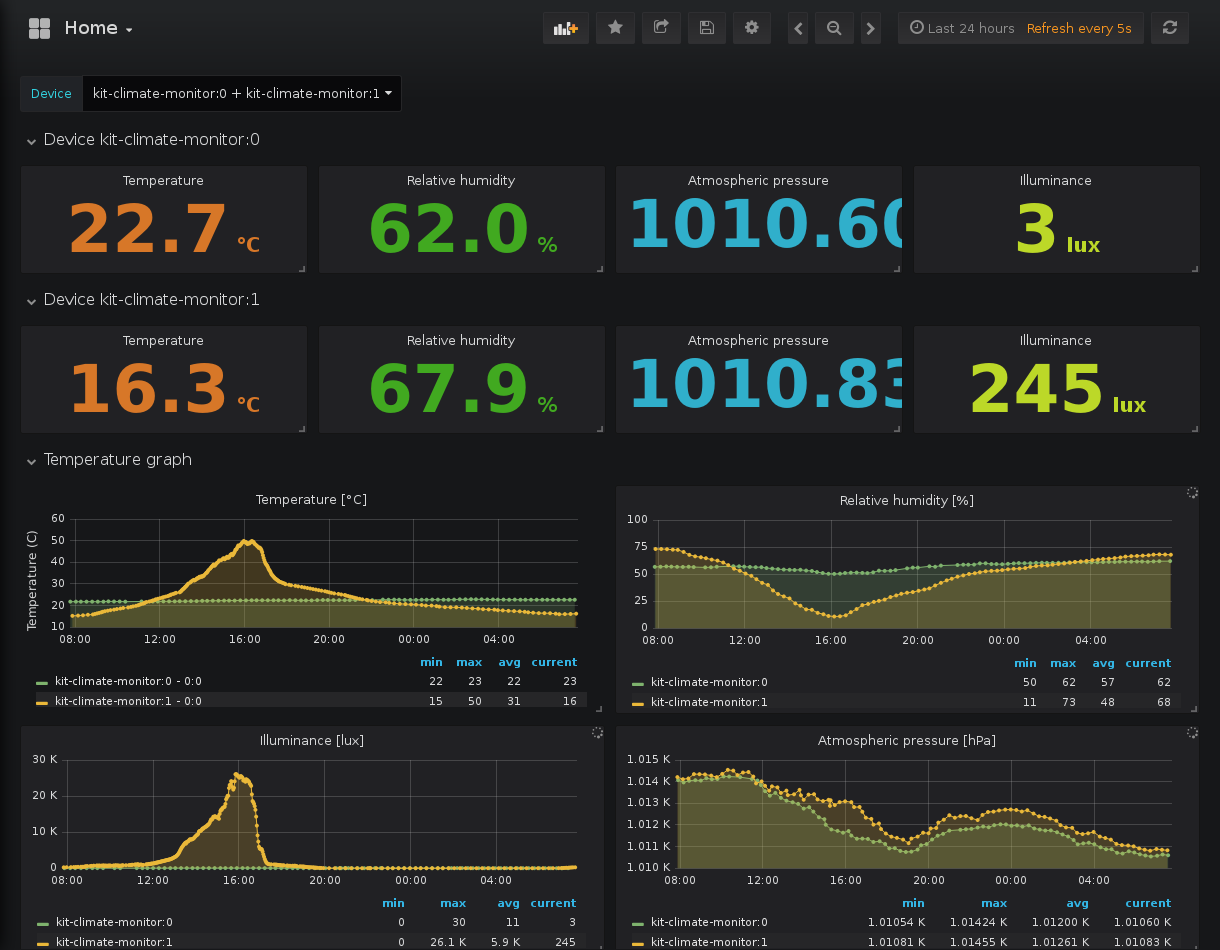 Home
Last 24 hours Refresh every 5s
Device kit-climate-monitor:0 + kit-climate-monitor:1
Device kit-climate-monitor:0
Temperature Relative humidity Atmospheric pressure Illuminance
22.7 °C 62.0 % 1010.60 3 lux
Device kit-climate-monitor:1
Temperature Relative humidity Atmospheric pressure Illuminance
16.3 °C 67.9 % 1010.83 245 lux
Temperature graph
Temperature [°C]
Temperature (C)
60
50
40
30
20
10
08:00 12:00 16:00 20:00 00:00 04:00
min max avg current
kit-climate-monitor:0 - 0:0 22 23 22 23
kit-climate-monitor:1 - 0:0 15 50 31 16
Relative humidity [%]
100
75
50
25
0
08:00 12:00 16:00 20:00 00:00 04:00
min max avg current
kit-climate-monitor:0 50 62 57 62
kit-climate-monitor:1 11 73 48 68
Illuminance [lux]
30 K
20 K
10 K
0
08:00 12:00 16:00 20:00 00:00 04:00
min max avg current
kit-climate-monitor:0 0 30 11 3
kit-climate-monitor:1 0 26.1 K 5.9 K 245
Atmospheric pressure [hPa]
1.015 K
1.014 K
1.013 K
1.012 K
1.011 K
1.010 K
08:00 12:00 16:00 20:00 00:00 04:00
min max avg current
kit-climate-monitor:0 1.01054 K 1.01424 K 1.01200 K 1.01060 K
kit-climate-monitor:1 1.01081 K 1.01455 K 1.01261 K 1.01083 K